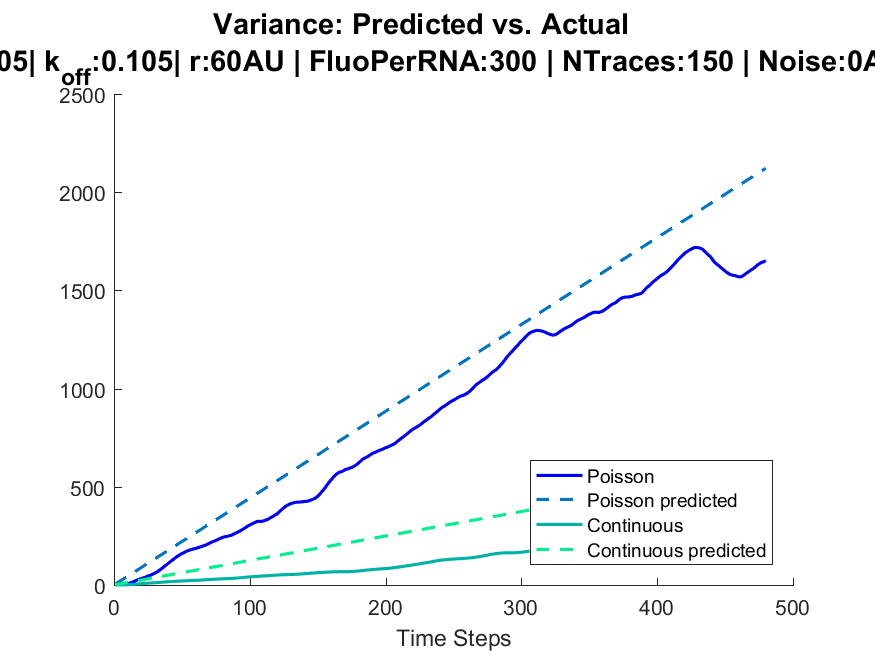 Variance: Predicted vs. Actual
05| k_off:0.105| r:60AU | FluoPerRNA:300 | NTraces:150 | Noise:0A
2500
2000
1500
1000
500
0
0 100 200 300 400 500
Time Steps
Poisson
Poisson predicted
Continuous
Continuous predicted